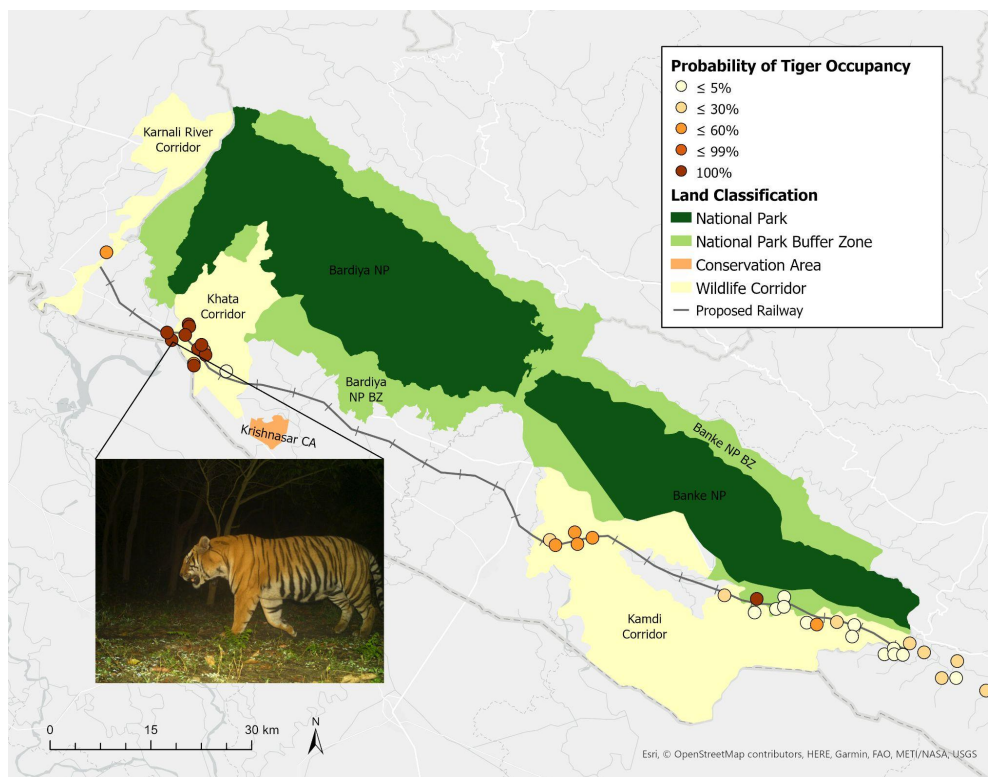 Probability of Tiger Occupancy
≤ 5%
≤ 30%
≤ 60%
≤ 99%
100%
Land Classification
National Park
National Park Buffer Zone
Conservation Area
Wildlife Corridor
Proposed Railway
Karnali River
Corridor
Bardiya NP
Khata
Corridor
Bardiya
NP BZ
Krishnasar CA
Banke NP BZ
Banke NP
Kamdi
Corridor
0 15 30 km
N
Esri, © OpenStreetMap contributors, HERE, Garmin, FAO, METI/NASA, USGS